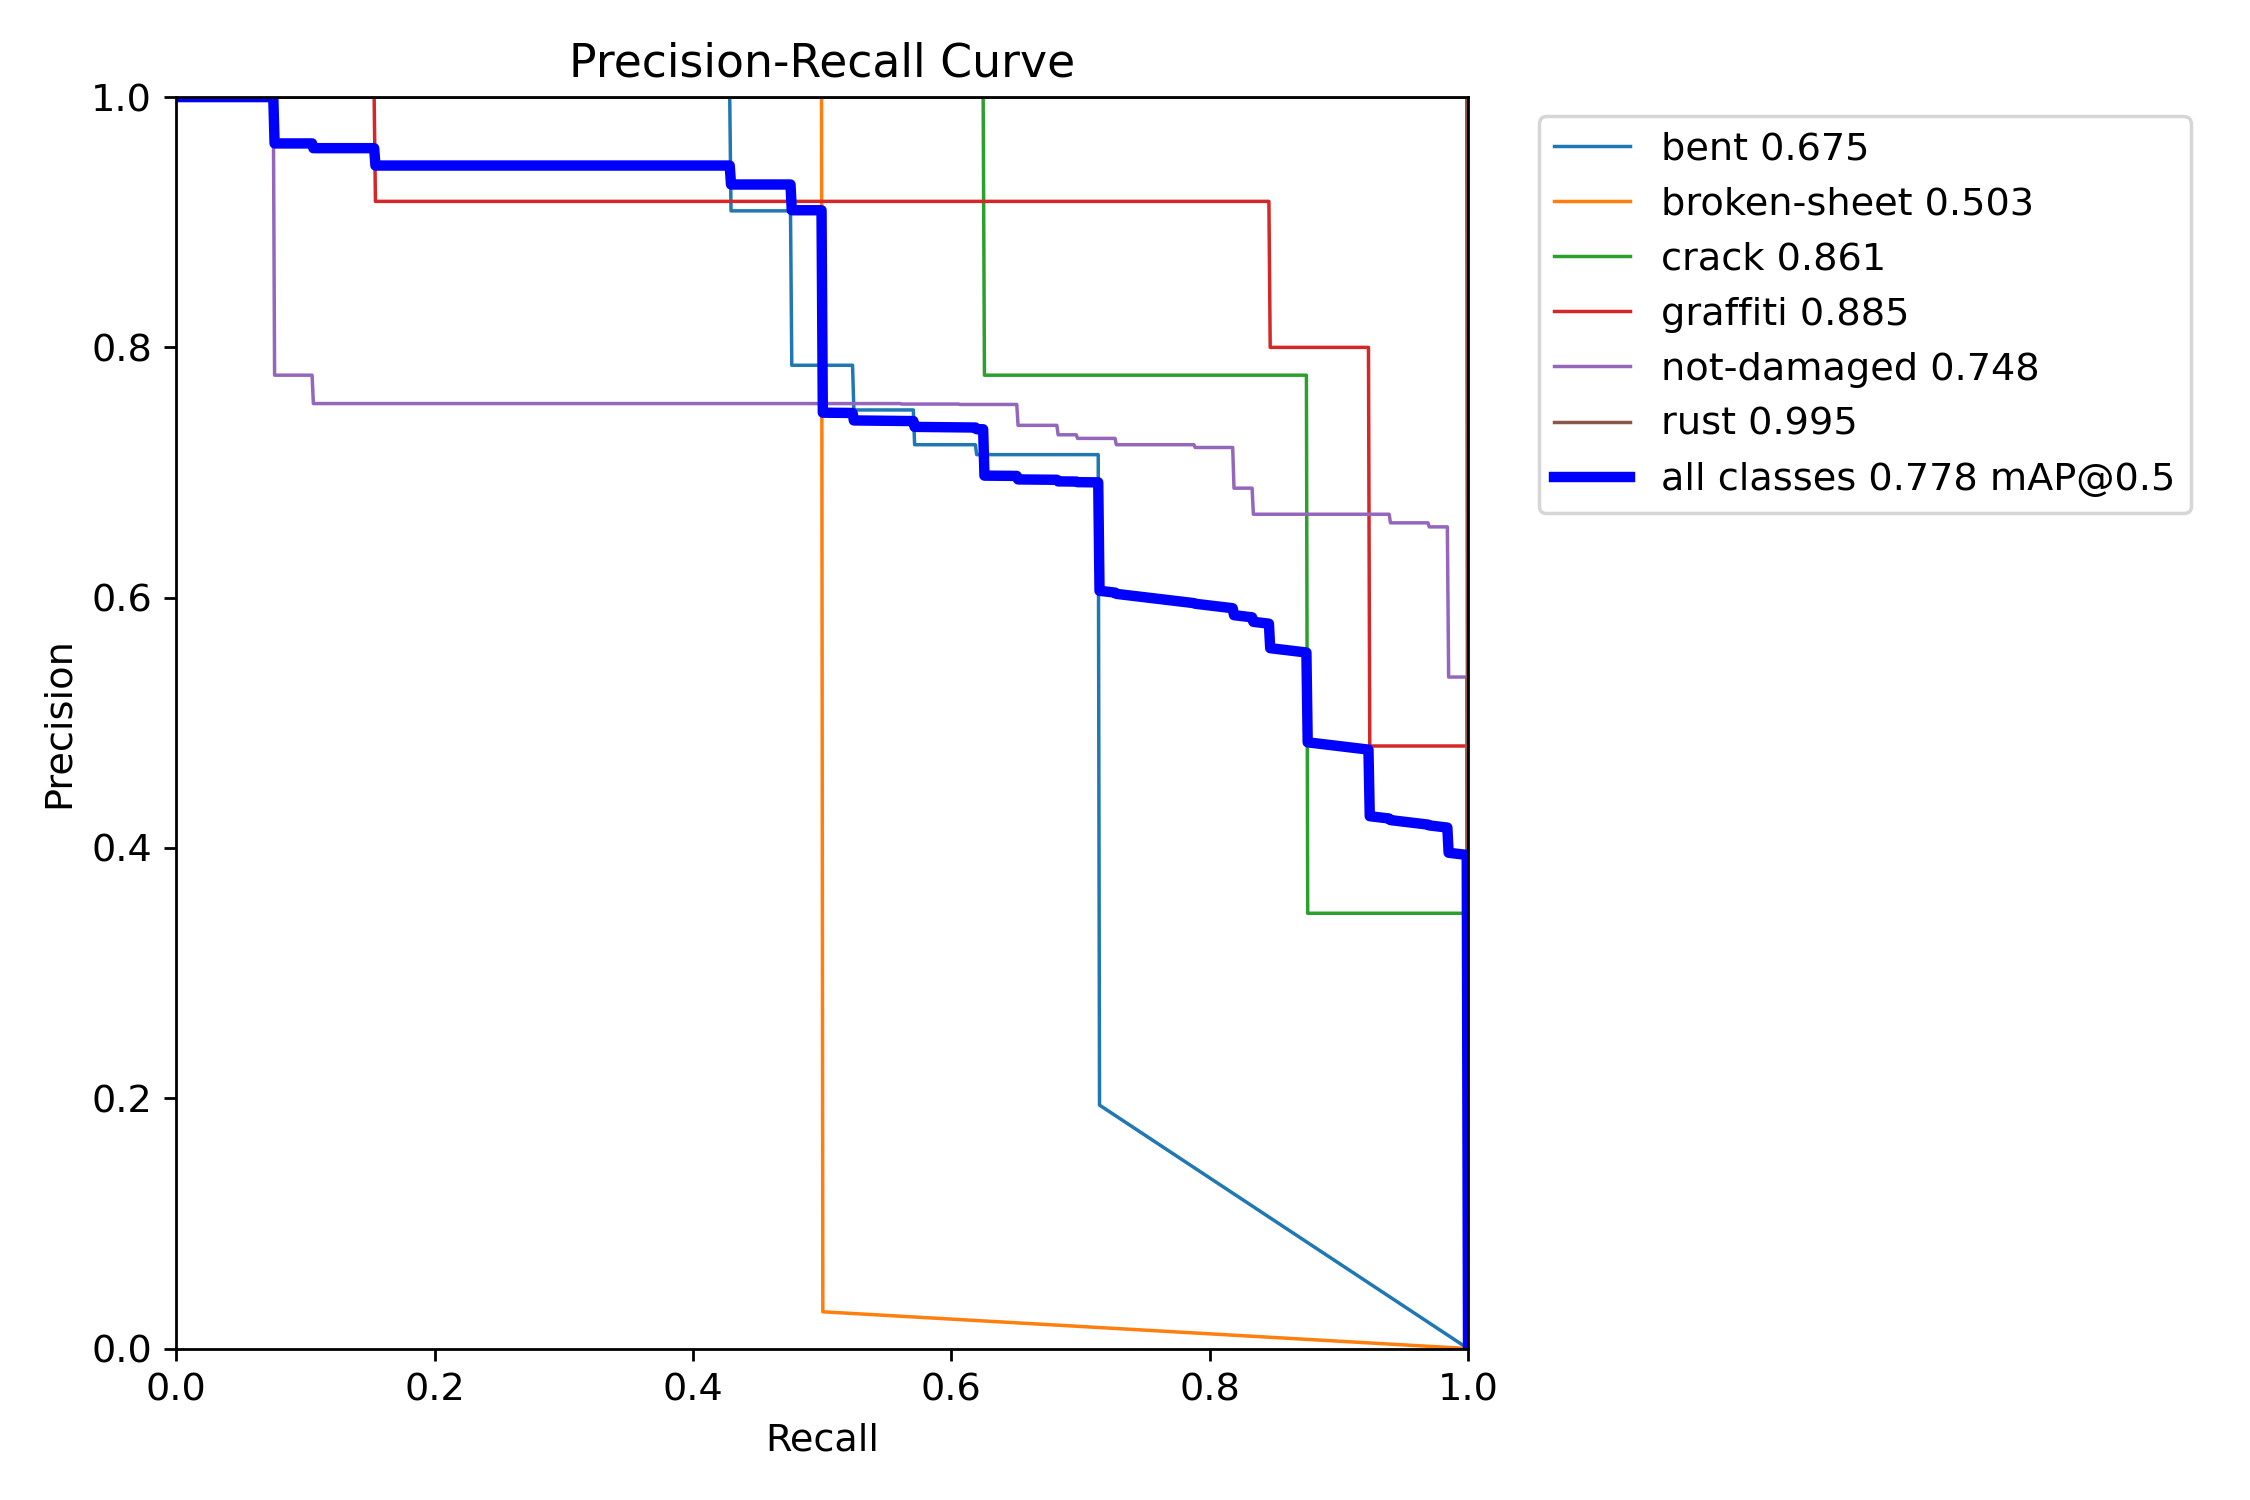 Precision-Recall Curve
1.0
0.8
0.6
0.4
0.2
0.0
Precision
0.0 0.2 0.4 0.6 0.8 1.0
Recall
bent 0.675
broken-sheet 0.503
crack 0.861
graffiti 0.885
not-damaged 0.748
rust 0.995
all classes 0.778 mAP@0.5